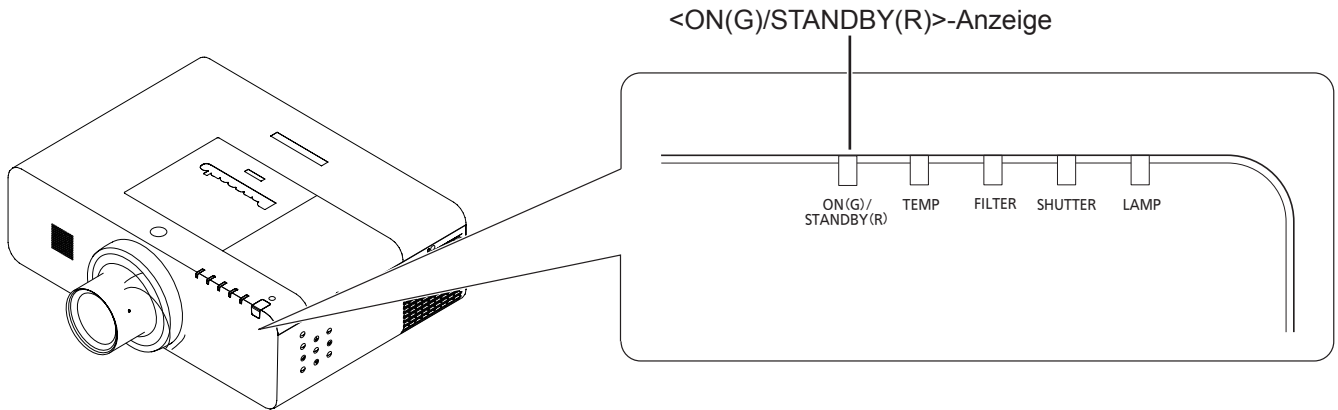 <ON(G)/STANDBY(R)>-Anzeige
ON(G)/
STANDBY(R)
TEMP
FILTER
SHUTTER
LAMP